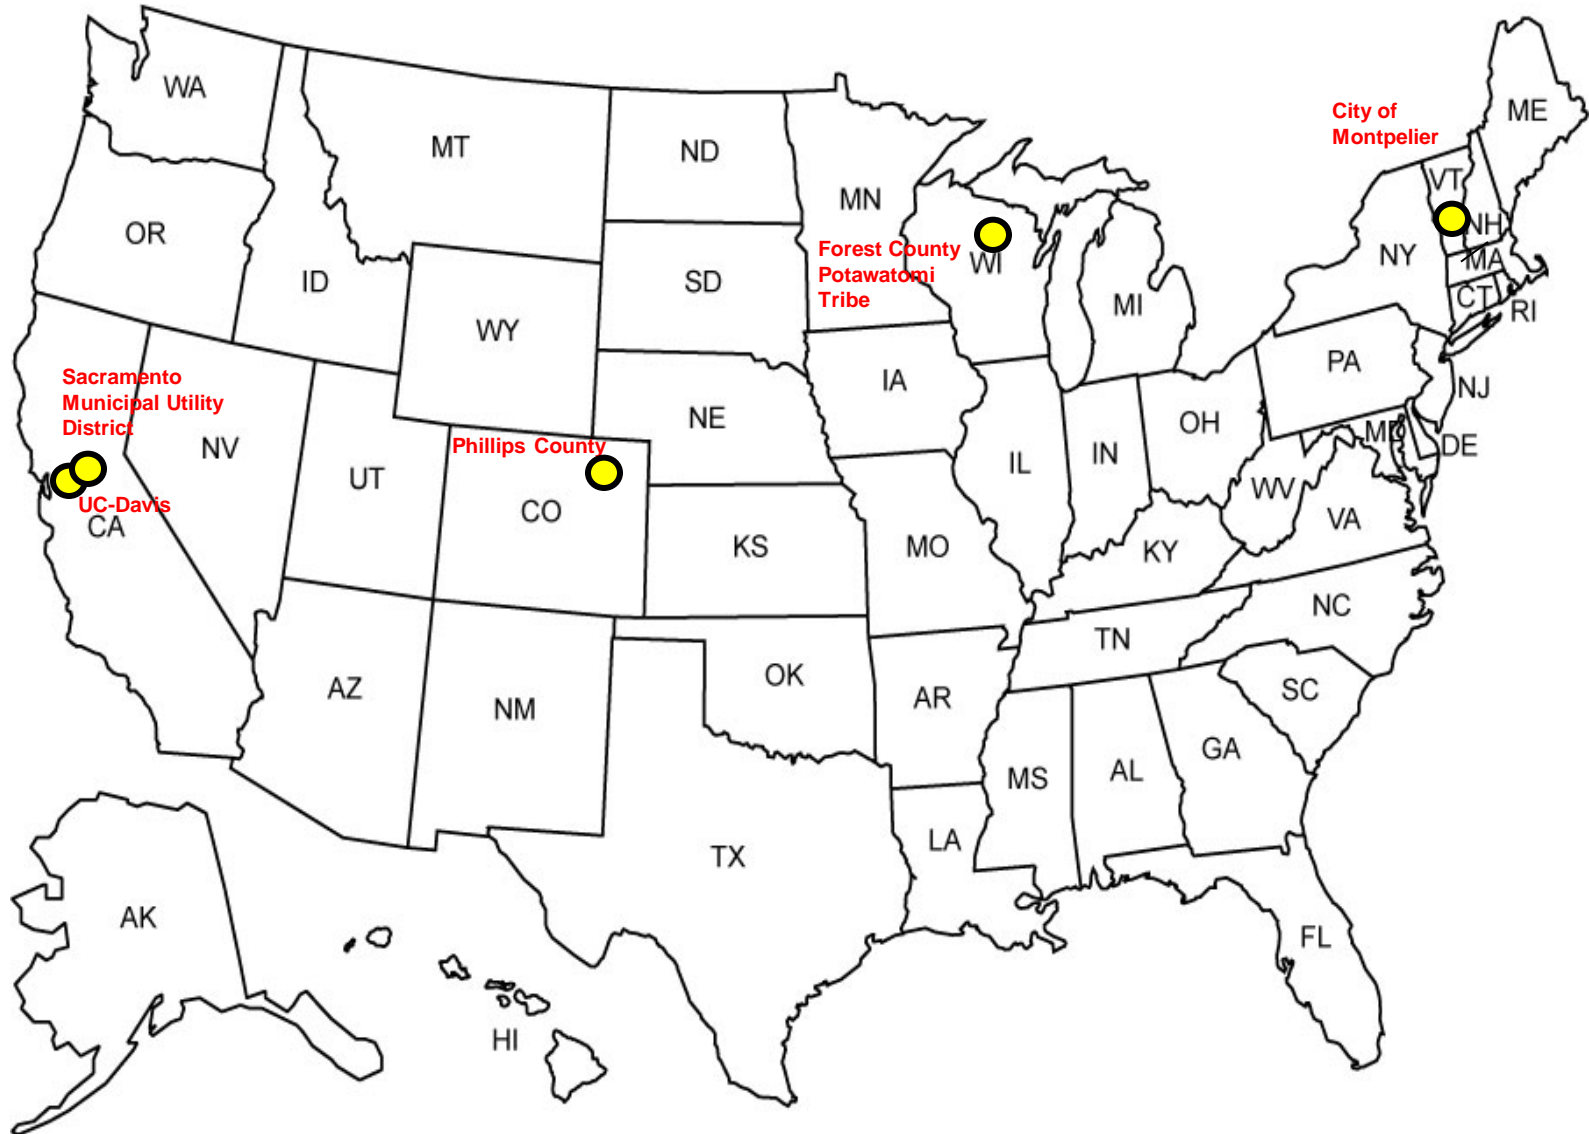 WA
MT
ND
MN
ME
City of
Montpelier
VT
NH
OR
ID
SD
WI
Forest County
Potawatomi
Tribe
NY
MA
CT
RI
WY
MI
IA
PA
NJ
Sacramento
Municipal Utility
District
NV
NE
OH
MD
DE
Phillips County
UT
CO
IL
IN
WV
UC-Davis
CA
KS
MO
KY
VA
NC
TN
AZ
NM
OK
AR
SC
GA
MS
AL
TX
LA
AK
FL
HI